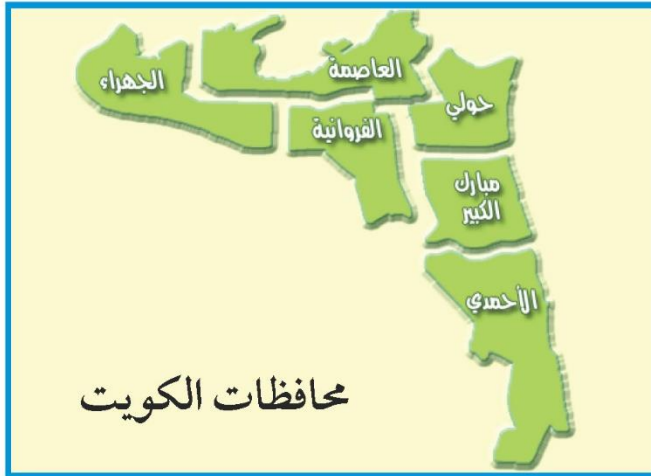 العاصمة
الجهراء
حولي
الفروانية
مبارك
الكبير
الأحمدي
محافظات الكويت